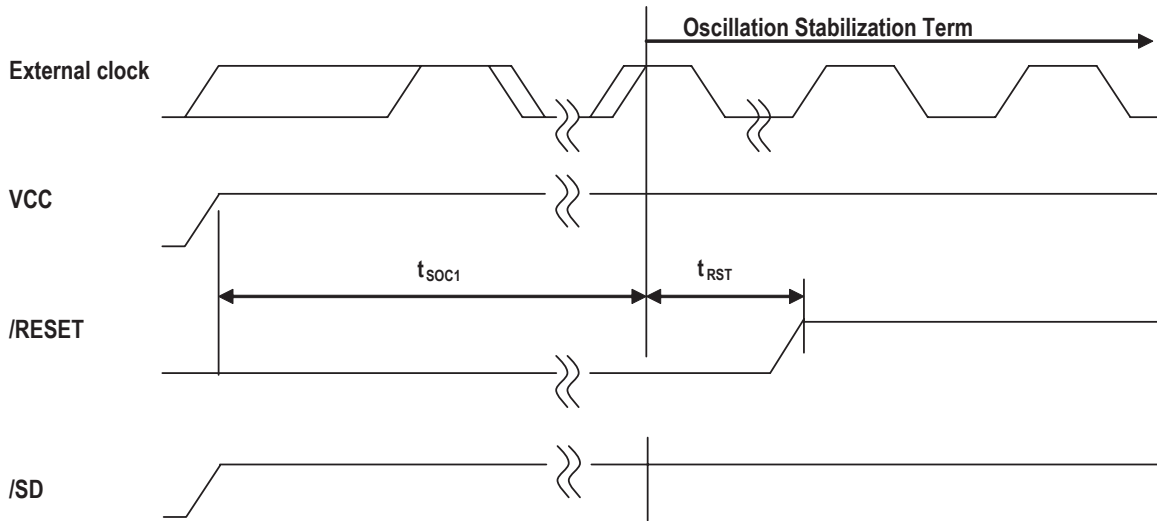 Oscillation Stabilization Term
External clock
VCC
tSOC1
tRST
/RESET
/SD